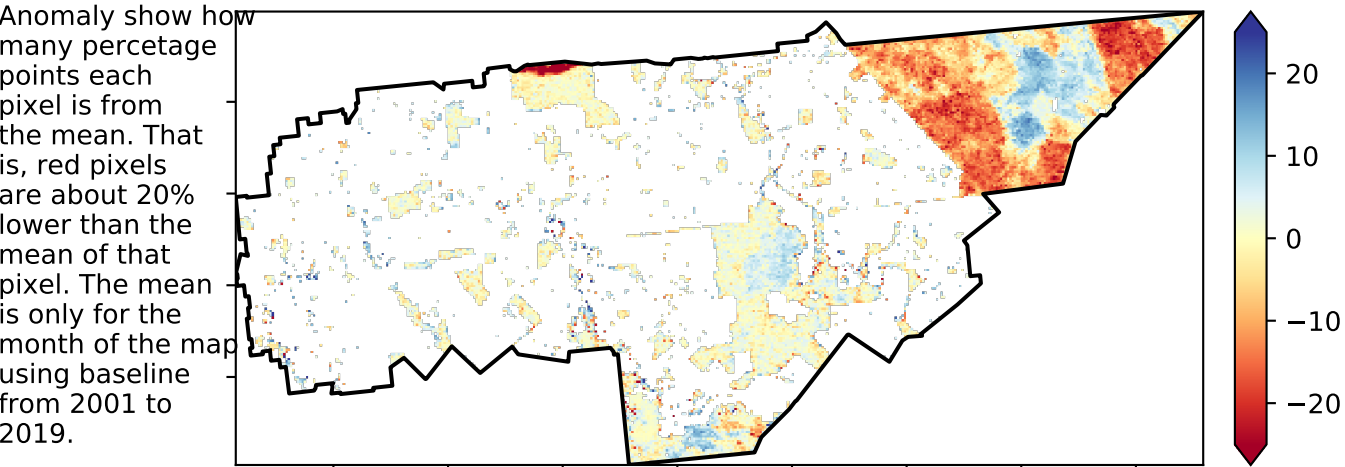 Anomaly show how
many percetage
points each
pixel is from
the mean. That
is, red pixels
are about 20%
lower than the
mean of that
pixel. The mean
is only for the
month of the map
using baseline
from 2001 to
2019.
20
10
0
−10
−20